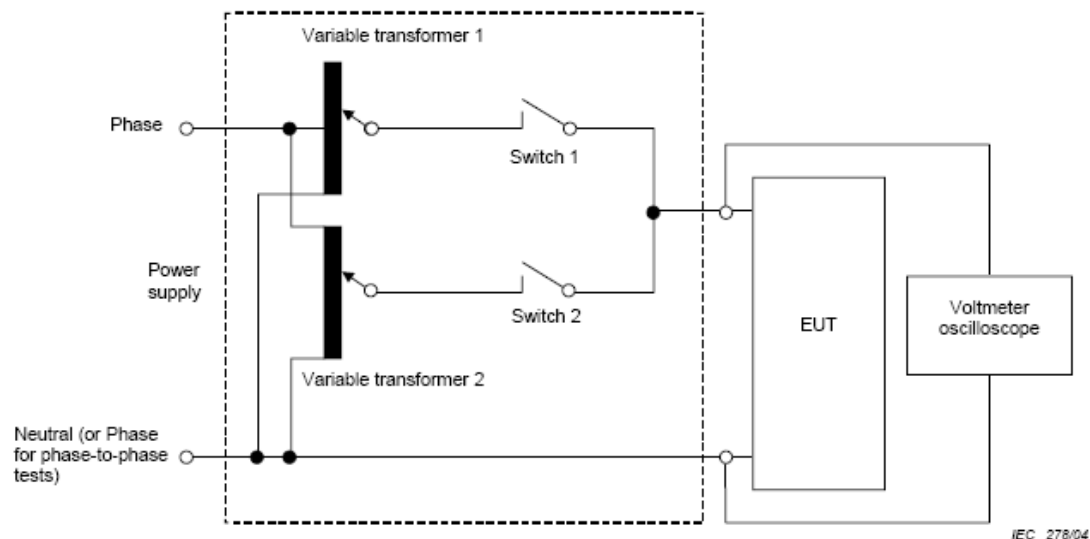 Variable transformer 1
Phase
Switch 1
Power
supply
Switch 2
EUT
Voltmeter
oscilloscope
Variable transformer 2
Neutral (or Phase
for phase-to-phase
tests)
IEC 278/04